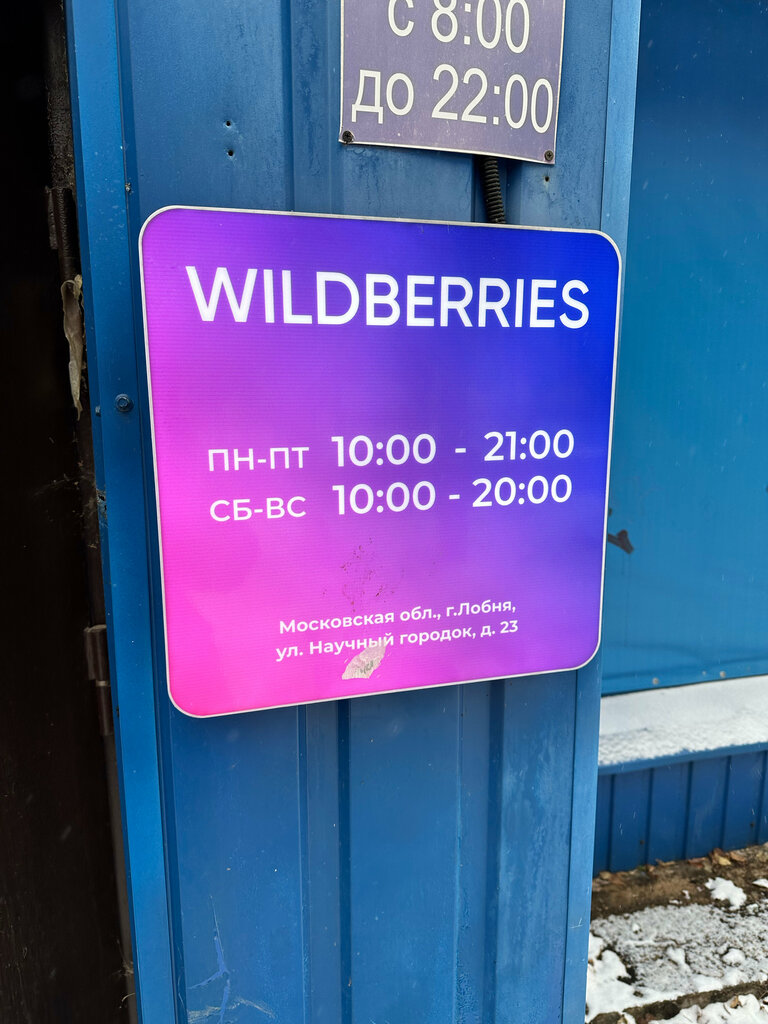 с 8:00
до 22:00
WILDBERRIES
ПН-ПТ 10:00 - 21:00
СБ-ВС 10:00 - 20:00
Московская обл., г.Лобня,
ул. Научный городок, д. 23